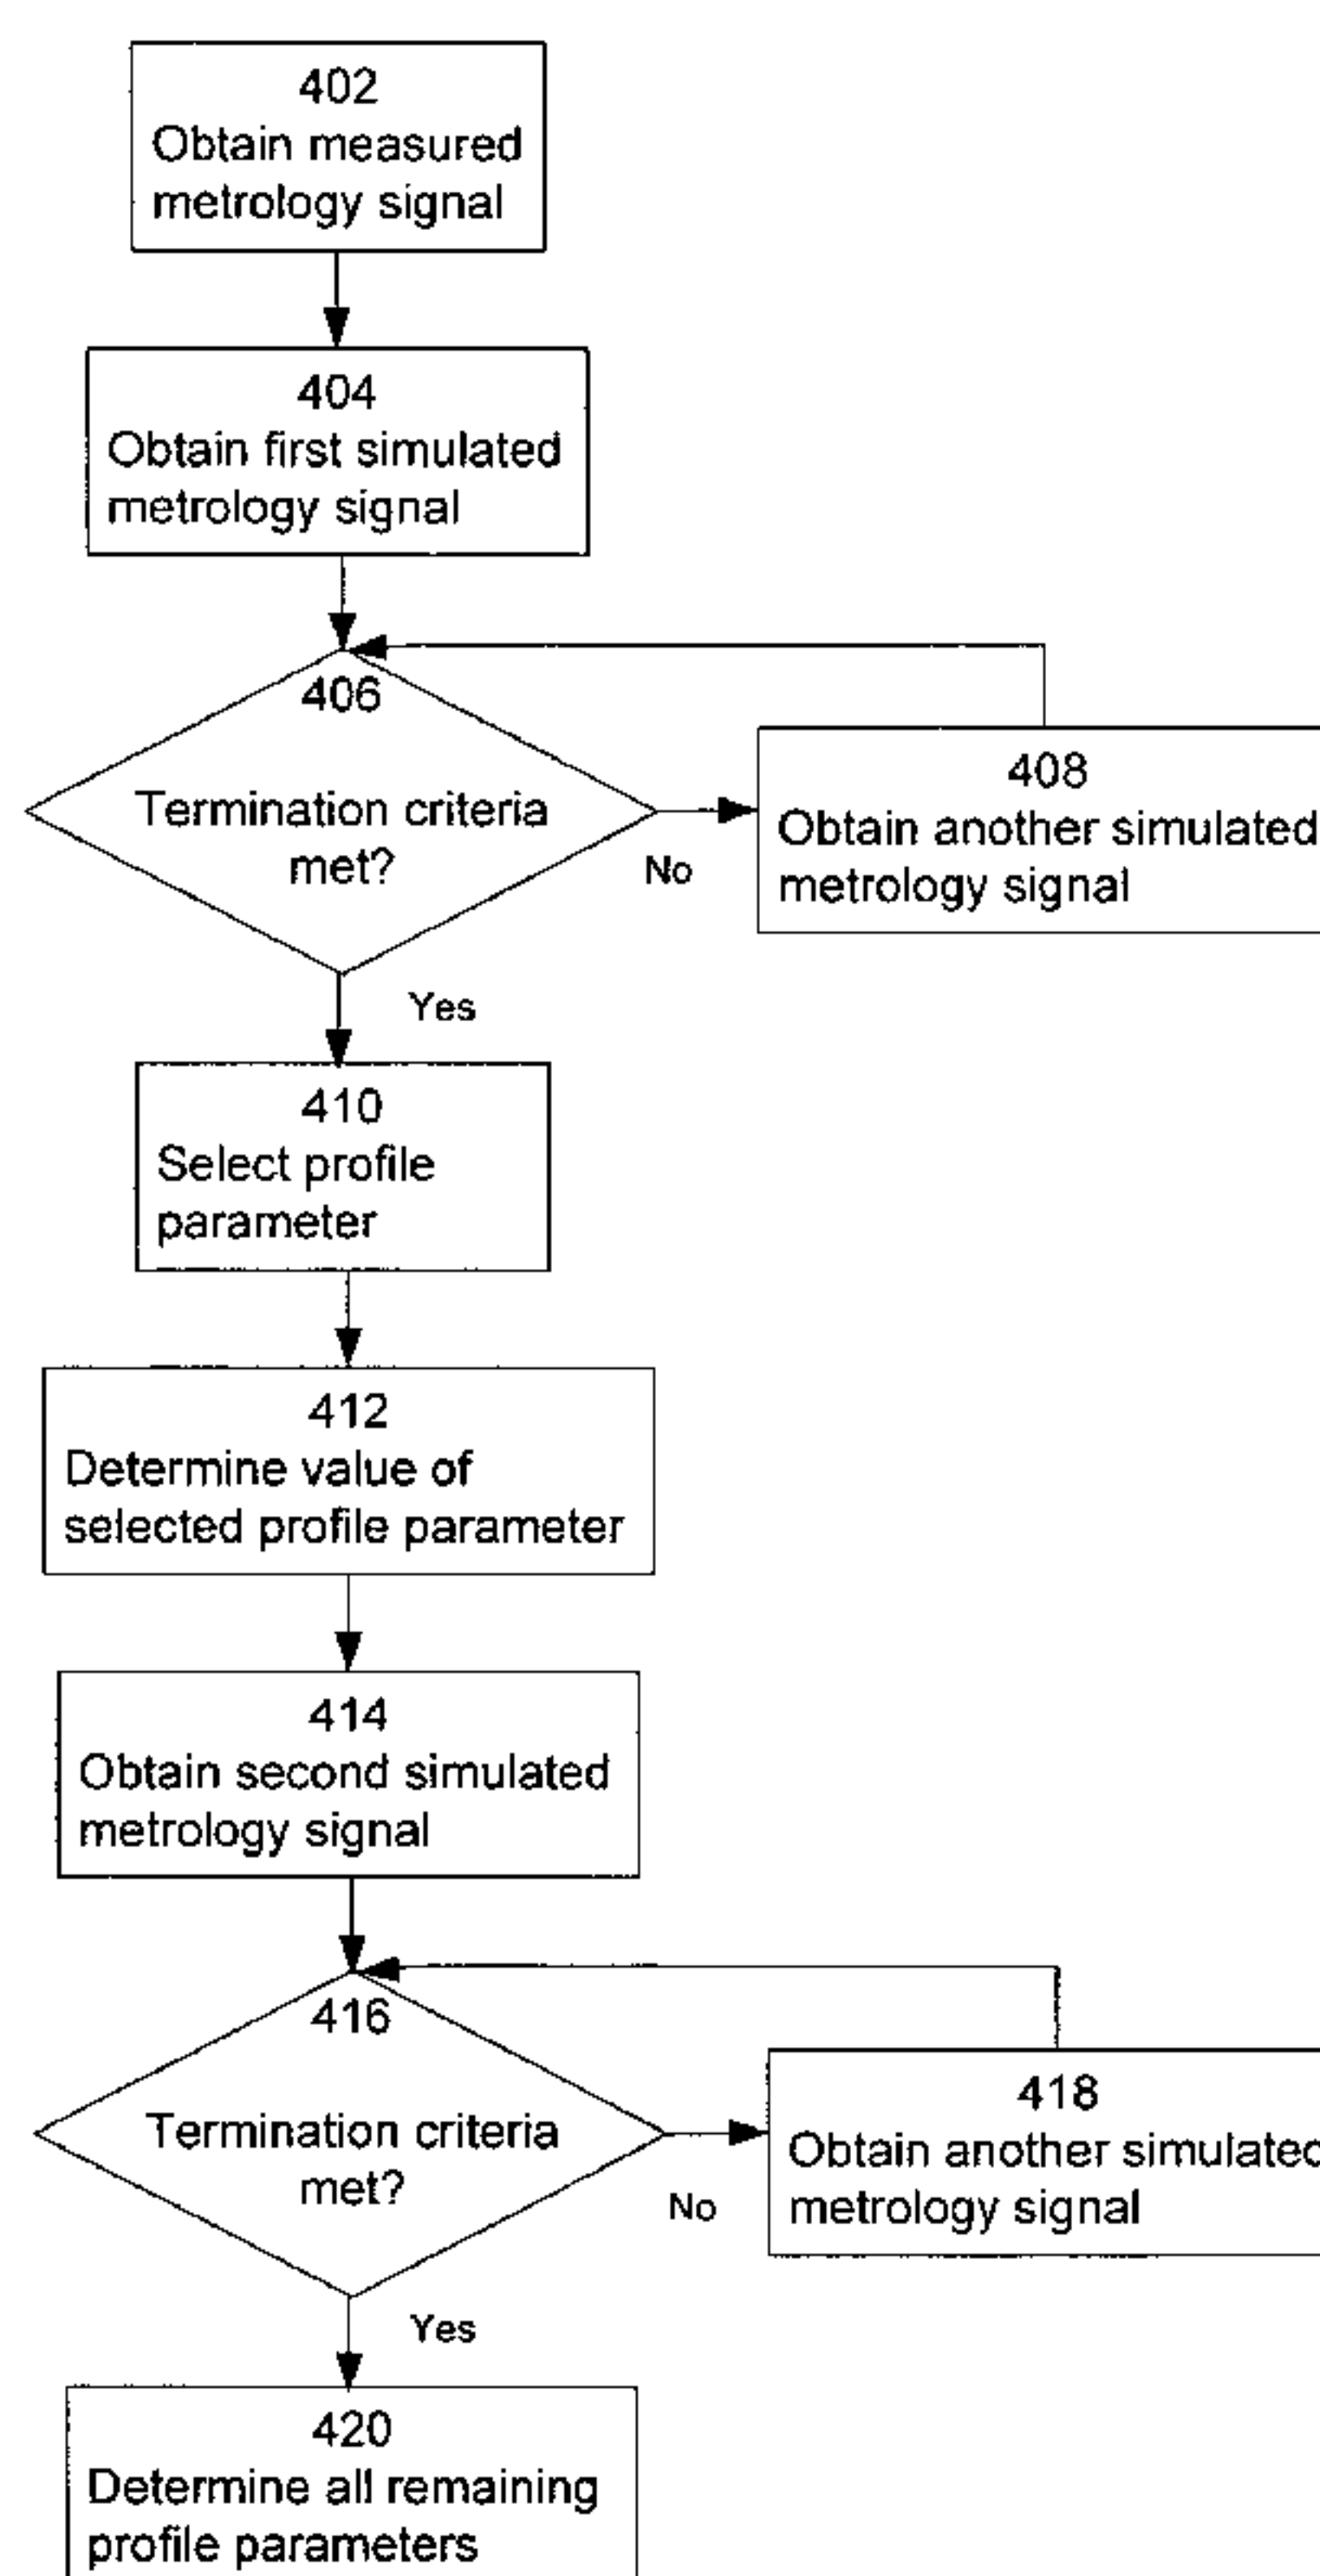 402
Obtain measured
metrology signal
404
Obtain first simulated
metrology signal
406
Termination criteria
met?
No
408
Obtain another simulated
metrology signal
Yes
410
Select profile
parameter
412
Determine value of
selected profile parameter
414
Obtain second simulated
metrology signal
416
Termination criteria
met?
No
418
Obtain another simulated
metrology signal
Yes
420
Determine all remaining
profile parameters